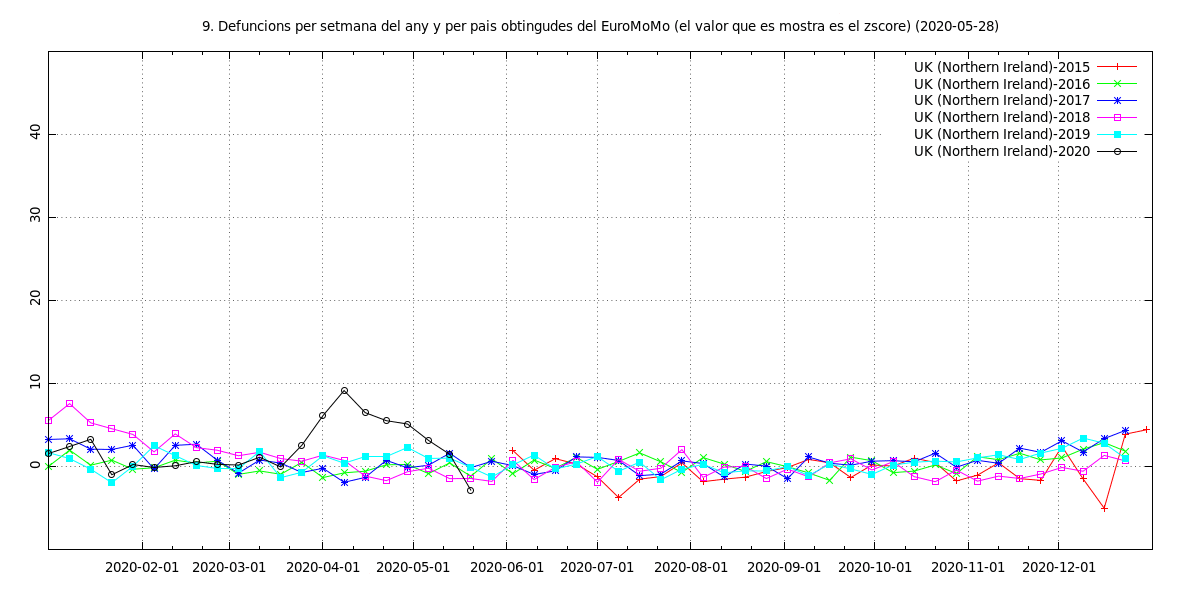 9. Defuncions per setmana del any y per pais obtingudes del EuroMoMo (el valor que es mostra es el zscore) (2020-05-28)
UK (Northern Ireland)-2015
UK (Northern Ireland)-2016
UK (Northern Ireland)-2017
UK (Northern Ireland)-2018
UK (Northern Ireland)-2019
UK (Northern Ireland)-2020
40
30
20
10
0
2020-02-01 2020-03-01 2020-04-01 2020-05-01 2020-06-01 2020-07-01 2020-08-01 2020-09-01 2020-10-01 2020-11-01 2020-12-01